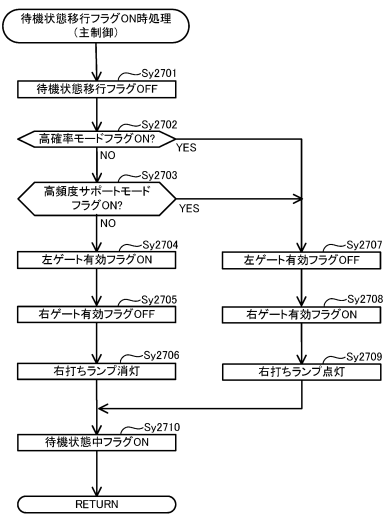 待機状態移行フラグON時処理
（主制御）
Sy2701
待機状態移行フラグOFF
Sy2702
高確率モードフラグON?
YES
NO
Sy2703
高頻度サポートモード
フラグON?
YES
NO
Sy2704
左ゲート有効フラグON
Sy2707
左ゲート有効フラグOFF
Sy2705
右ゲート有効フラグOFF
Sy2708
右ゲート有効フラグON
Sy2706
右打ちランプ消灯
Sy2709
右打ちランプ点灯
Sy2710
待機状態中フラグON
RETURN